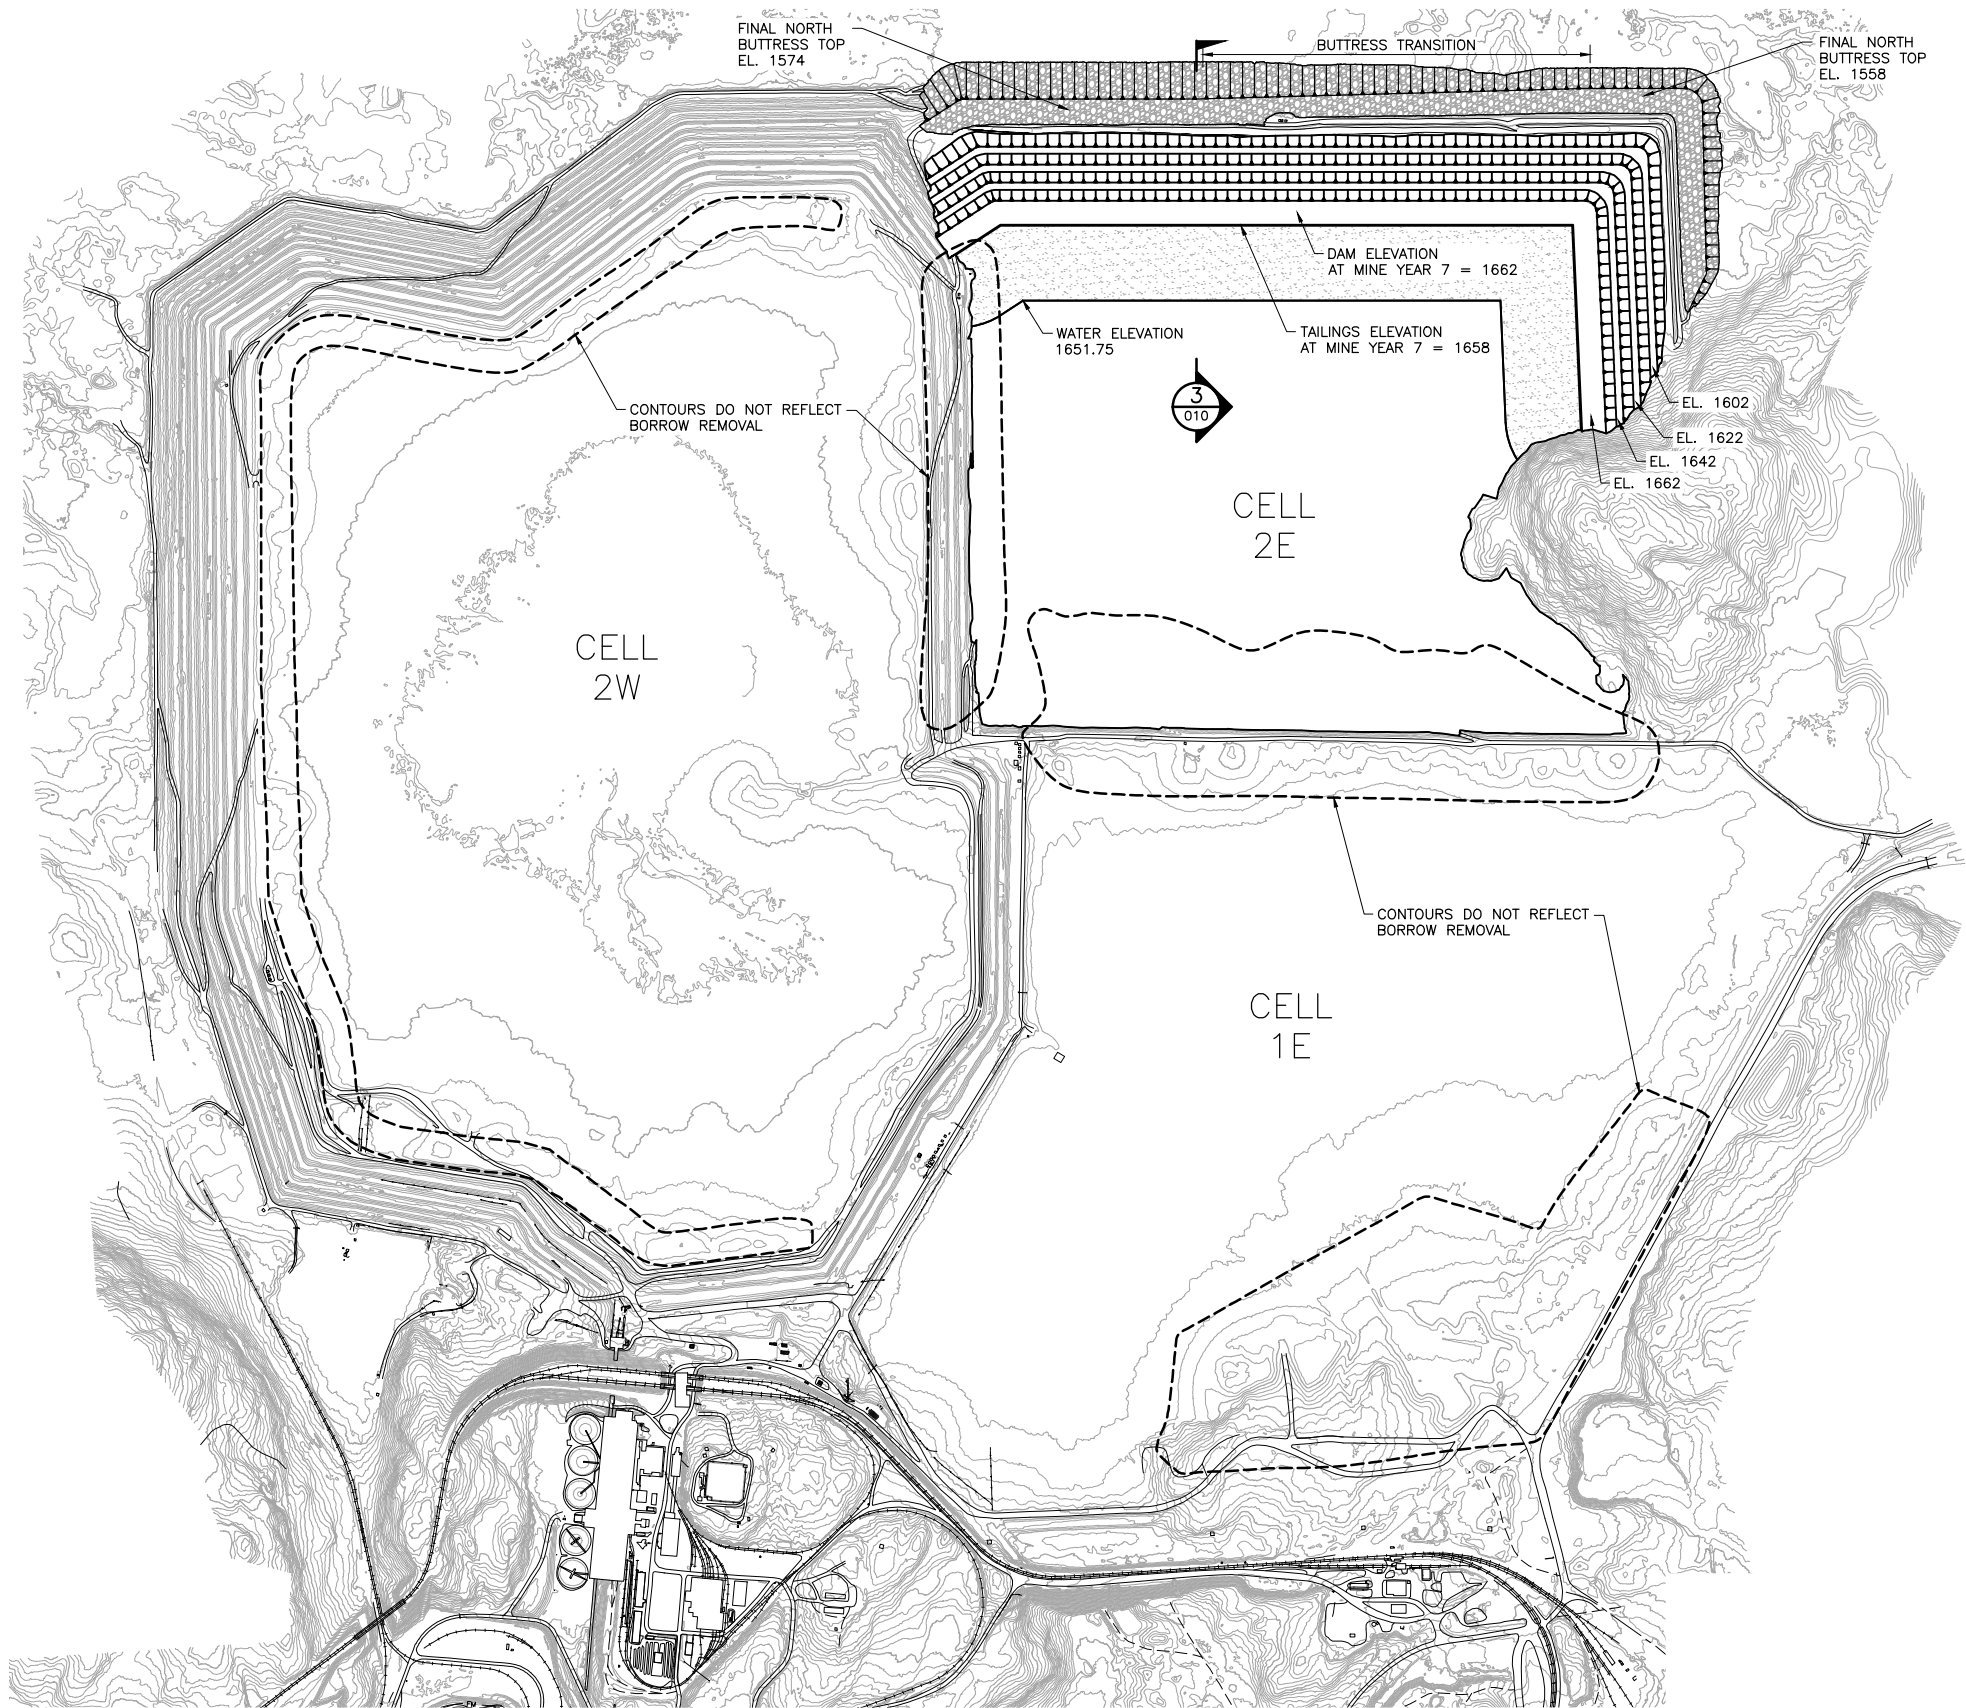 FINAL NORTH
BUTTRESS TOP
EL. 1574
BUTTRESS TRANSITION
FINAL NORTH
BUTTRESS TOP
EL. 1558
DAM ELEVATION
AT MINE YEAR 7 = 1662
WATER ELEVATION
1651.75
TAILINGS ELEVATION
AT MINE YEAR 7 = 1658
3
010
CONTOURS DO NOT REFLECT
BORROW REMOVAL
EL. 1602
EL. 1622
EL. 1642
EL. 1662
CELL
2E
CELL
2W
CONTOURS DO NOT REFLECT
BORROW REMOVAL
CELL
1E
FM